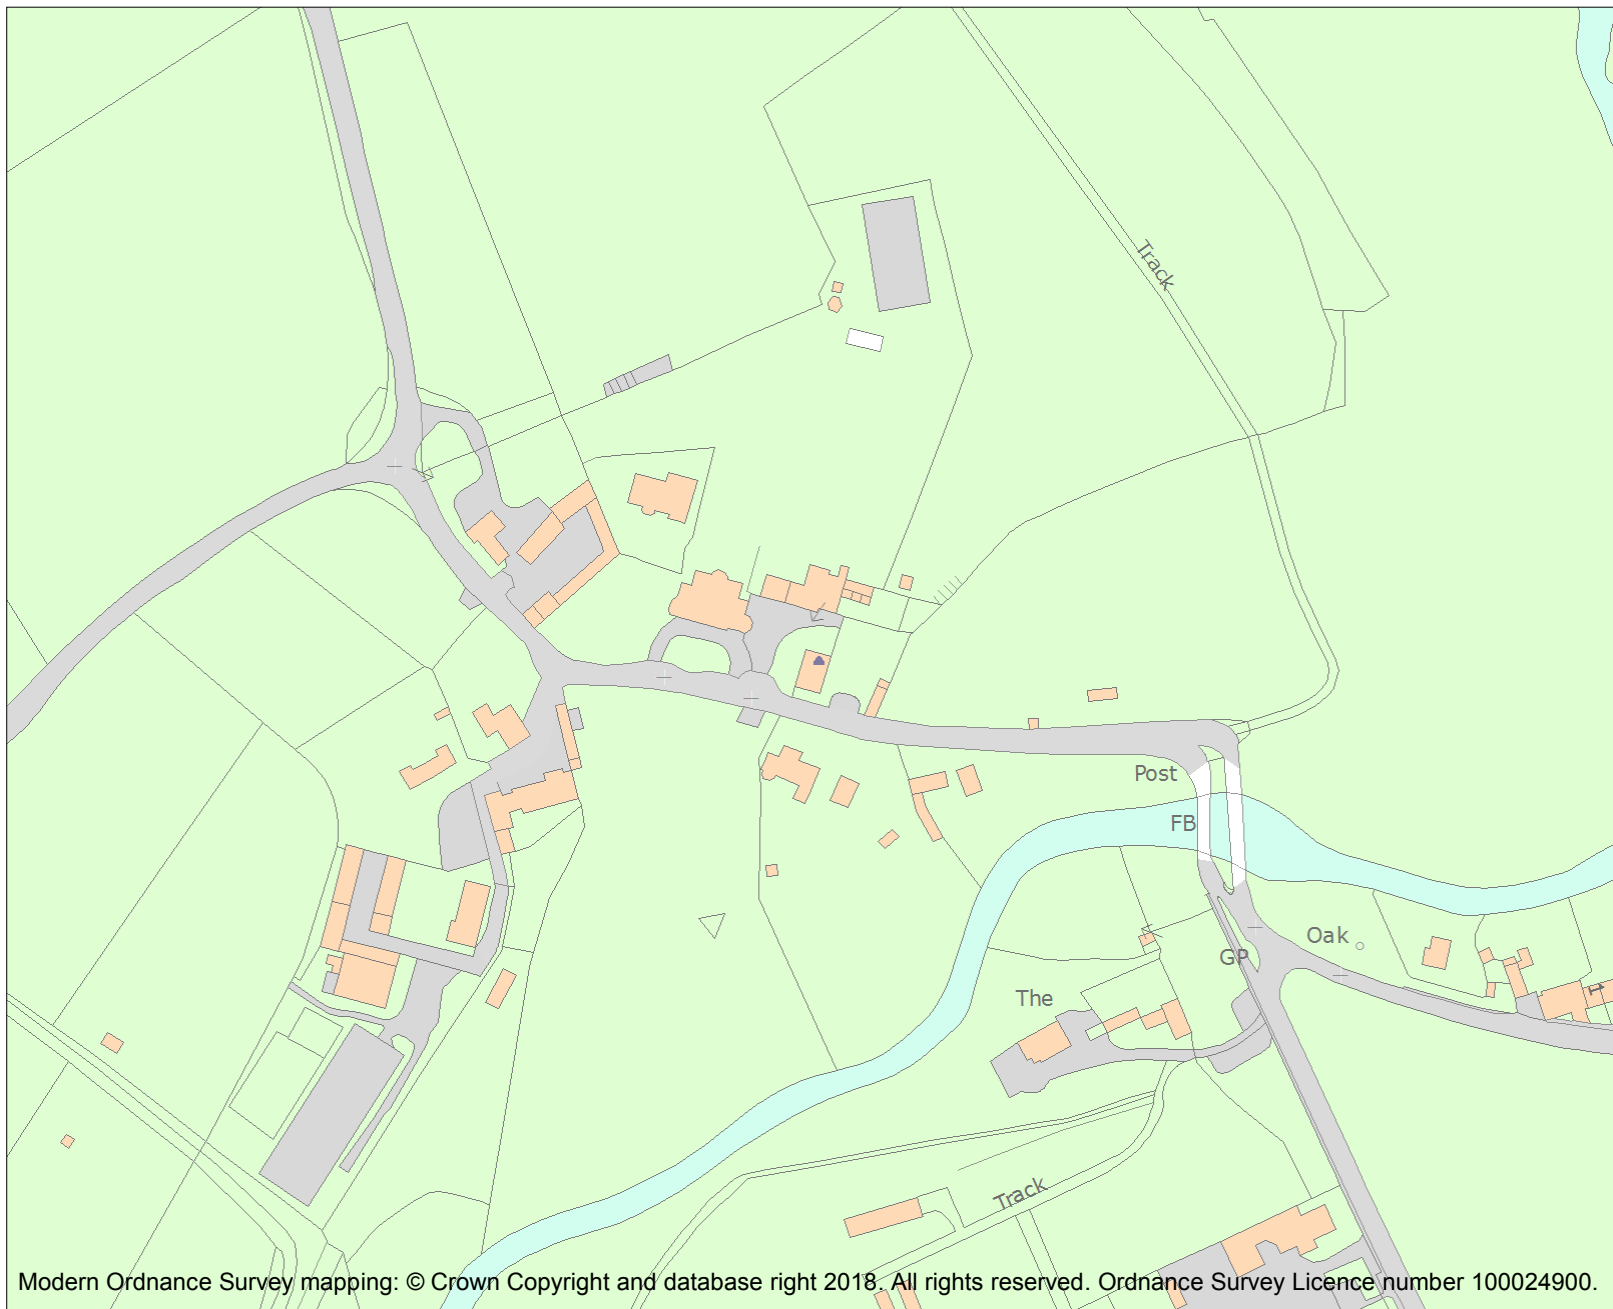 Track
Post
FB
Oak
GP
The
1
Track
Modern Ordnance Survey mapping: © Crown Copyright and database right 2018. All rights reserved. Ordnance Survey Licence number 100024900.